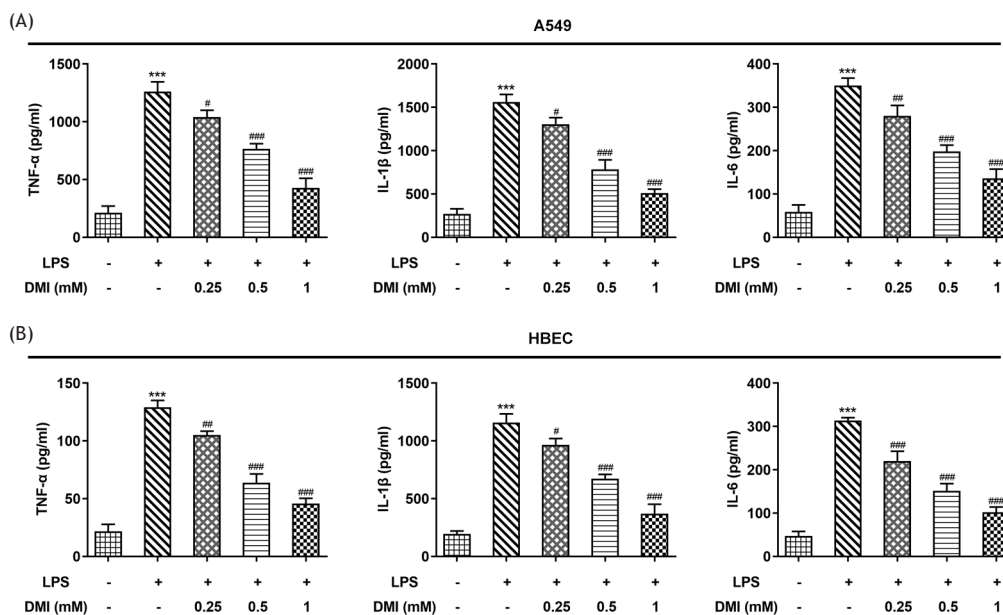 (A)
A549
TNF-α (pg/ml)
1500
1000
500
0
***
#
###
###
LPS - + + + +
DMI (mM) - - 0.25 0.5 1
IL-1β (pg/ml)
2000
1500
1000
500
0
***
#
###
###
LPS - + + + +
DMI (mM) - - 0.25 0.5 1
IL-6 (pg/ml)
400
300
200
100
0
***
##
###
###
LPS - + + + +
DMI (mM) - - 0.25 0.5 1
(B)
HBEC
TNF-α (pg/ml)
150
100
50
0
***
##
###
###
LPS - + + + +
DMI (mM) - - 0.25 0.5 1
IL-1β (pg/ml)
1500
1000
500
0
***
#
###
###
LPS - + + + +
DMI (mM) - - 0.25 0.5 1
IL-6 (pg/ml)
400
300
200
100
0
***
###
###
###
LPS - + + + +
DMI (mM) - - 0.25 0.5 1